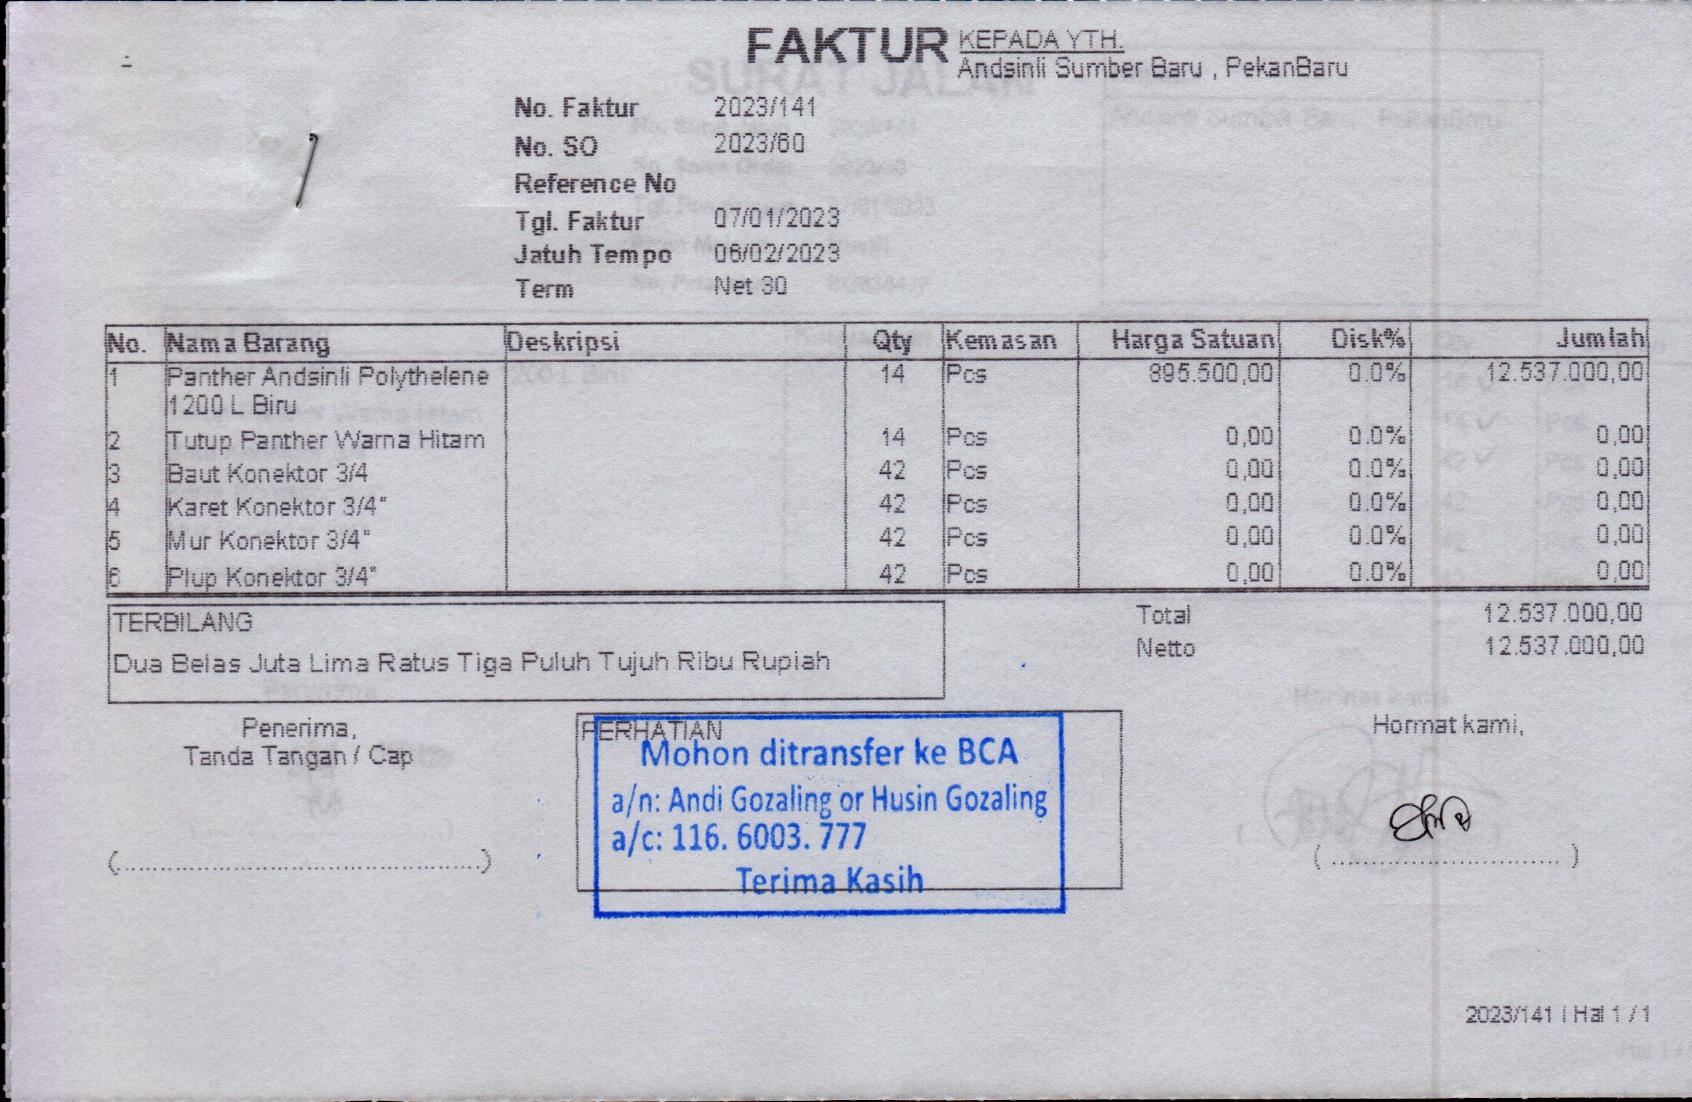 FAKTUR
KEPADA YTH.
Andsinli Sumber Baru , PekanBaru
No. Faktur 2023/141
No. SO 2023/60
Reference No
Tgl. Faktur 07/01/2023
Jatuh Tempo 06/02/2023
Term Net 30
No. Nama Barang Deskripsi Qty Kemasan Harga Satuan Disk% Jumlah
1 Panther Andsinli Polythelene 14 Pcs 895.500,00 0.0% 12.537.000,00
1200 L Biru
2 Tutup Panther Warna Hitam 14 Pcs 0,00 0.0% 0,00
3 Baut Konektor 3/4 42 Pcs 0,00 0.0% 0,00
4 Karet Konektor 3/4" 42 Pcs 0,00 0.0% 0,00
5 Mur Konektor 3/4" 42 Pcs 0,00 0.0% 0,00
6 Plup Konektor 3/4" 42 Pcs 0,00 0.0% 0,00
TERBILANG
Dua Belas Juta Lima Ratus Tiga Puluh Tujuh Ribu Rupiah
Total 12.537.000,00
Netto 12.537.000,00
Penerima,
Tanda Tangan / Cap
(..........................................)
PERHATIAN
Mohon ditransfer ke BCA
a/n: Andi Gozaling or Husin Gozaling
a/c: 116. 6003. 777
Terima Kasih
Hormat kami,
( .......................... )
2023/141 | Hal 1 / 1